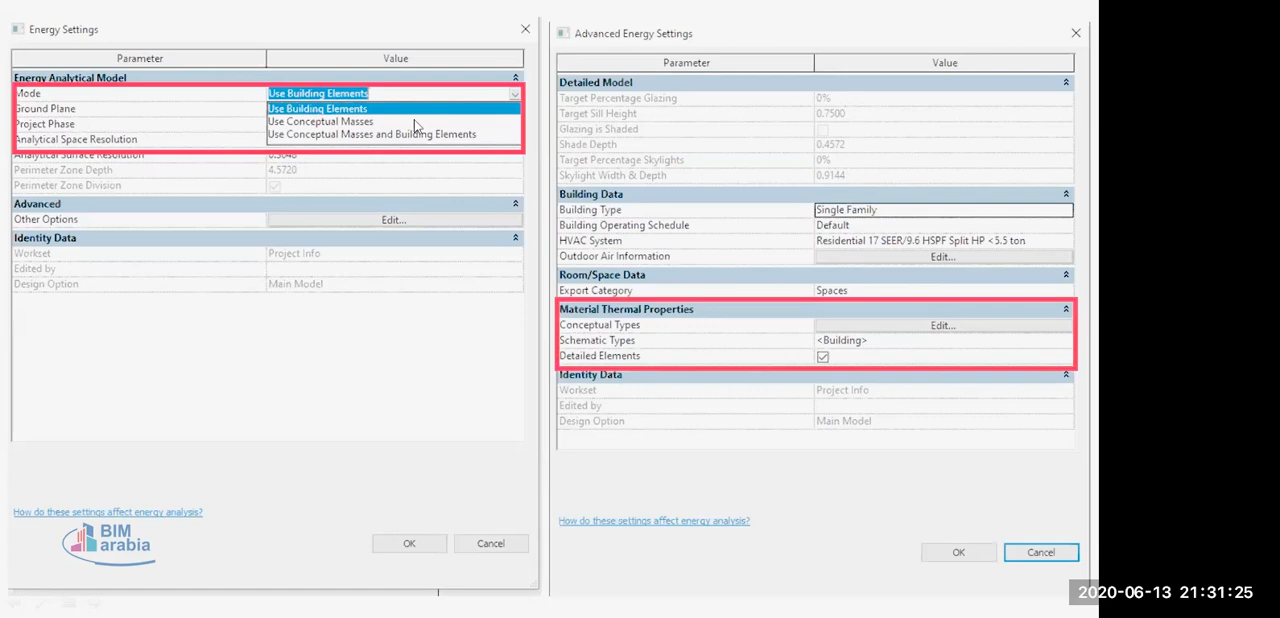 Energy Settings
Parameter Value
Energy Analytical Model
Mode Use Building Elements
Ground Plane Use Building Elements
Project Phase Use Conceptual Masses
Analytical Space Resolution Use Conceptual Masses and Building Elements
Analytical Surface Resolution 0.3048
Perimeter Zone Depth 4.5720
Perimeter Zone Division
Advanced
Other Options Edit...
Identity Data
Workset Project Info
Edited by
Design Option Main Model
How do these settings affect energy analysis?
BIM
arabia
OK Cancel
Advanced Energy Settings
Parameter Value
Detailed Model
Target Percentage Glazing 0%
Target Sill Height 0.7500
Glazing is Shaded
Shade Depth 0.4572
Target Percentage Skylights 0%
Skylight Width & Depth 0.9144
Building Data
Building Type Single Family
Building Operating Schedule Default
HVAC System Residential 17 SEER/9.6 HSPF Split HP <5.5 ton
Outdoor Air Information Edit...
Room/Space Data
Export Category Spaces
Material Thermal Properties
Conceptual Types Edit...
Schematic Types <Building>
Detailed Elements
Identity Data
Workset Project Info
Edited by
Design Option Main Model
How do these settings affect energy analysis?
OK Cancel
2020-06-13 21:31:25